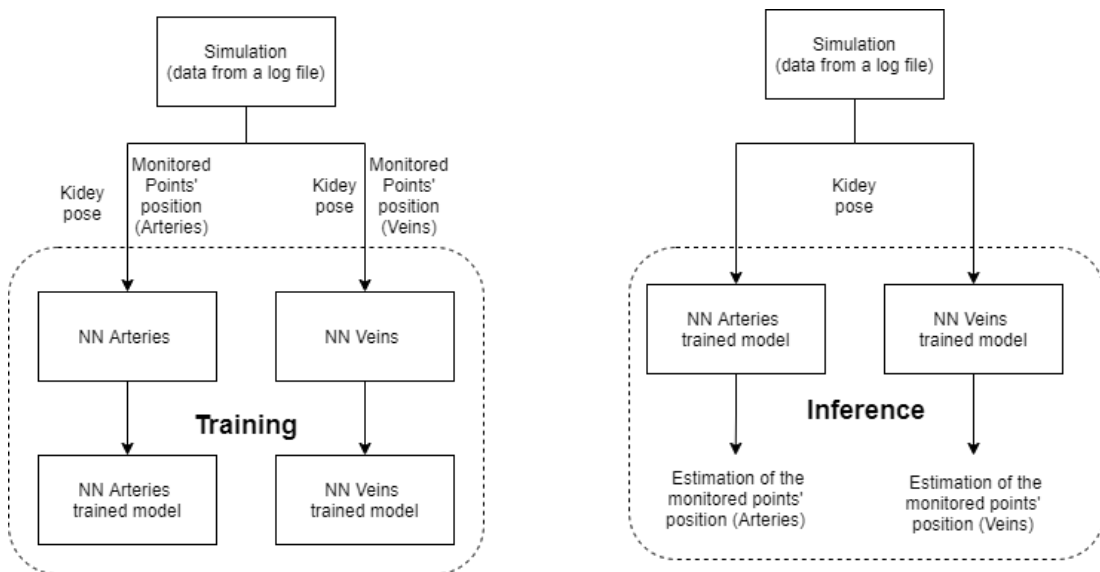 Simulation
(data from a log file)
Kidey
pose
Monitored
Points'
position
(Arteries)
Kidey
pose
Monitored
Points'
position
(Veins)
NN Arteries
NN Veins
Training
NN Arteries
trained model
NN Veins
trained model
Simulation
(data from a log file)
Kidey
pose
NN Arteries
trained model
NN Veins
trained model
Inference
Estimation of the
monitored points'
position (Arteries)
Estimation of the
monitored points'
position (Veins)